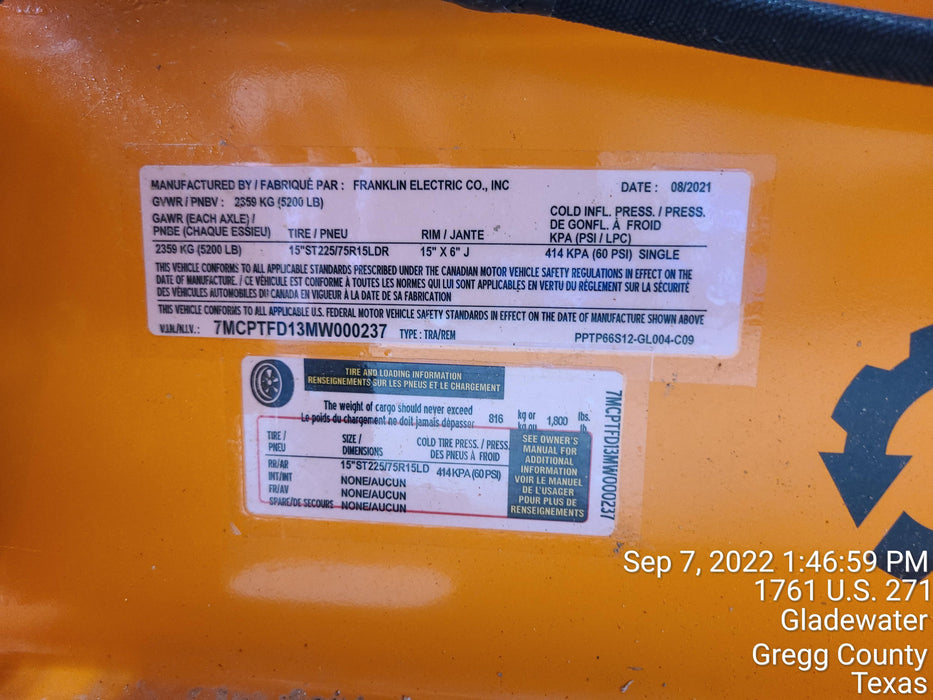 MANUFACTURED BY / FABRIQUÉ PAR : FRANKLIN ELECTRIC CO., INC DATE : 08/2021
GVWR / PNBV : 2359 KG (5200 LB)
GAWR (EACH AXLE) /
PNBE (CHAQUE ESSIEU) TIRE / PNEU RIM / JANTE
COLD INFL. PRESS. / PRESS.
DE GONFL. À FROID
KPA (PSI / LPC)
2359 KG (5200 LB) 15"ST225/75R15LDR 15" X 6" J 414 KPA (60 PSI) SINGLE
THIS VEHICLE CONFORMS TO ALL APPLICABLE STANDARDS PRESCRIBED UNDER THE CANADIAN MOTOR VEHICLE SAFETY REGULATIONS IN EFFECT ON THE
DATE OF MANUFACTURE. / CE VÉHICULE EST CONFORME À TOUTES LES NORMES QUI LUI SONT APPLICABLES EN VERTU DU RÈGLEMENT SUR LA SÉCURITÉ
DES VÉHICULES AUTOMOBILES DU CANADA EN VIGUEUR À LA DATE DE SA FABRICATION
THIS VEHICLE CONFORMS TO ALL APPLICABLE U.S. FEDERAL MOTOR VEHICLE SAFETY STANDARDS IN EFFECT ON THE DATE OF MANUFACTURE SHOWN ABOVE
V.I.N./N.I.V. : 7MCPTFD13MW000237 TYPE : TRA/REM PPTP66S12-GL004-C09
TIRE AND LOADING INFORMATION
RENSEIGNEMENTS SUR LES PNEUS ET LE CHARGEMENT
The weight of cargo should never exceed 816 kg or 1,800 lbs.
Le poids du chargement ne doit jamais dépasser kg ou lb
TIRE /
PNEU
SIZE /
DIMENSIONS
COLD TIRE PRESS. / PRESS.
DES PNEUS À FROID
RR/AR 15"ST225/75R15LD 414KPA (60PSI)
INT/INT NONE/AUCUN
FR/AV NONE/AUCUN
SPARE/DE SECOURS NONE/AUCUN
SEE OWNER'S
MANUAL FOR
ADDITIONAL
INFORMATION
VOIR LE MANUEL
DE L'USAGER
POUR PLUS DE
RENSEIGNEMENTS
7MCPTFD13MW000237
Sep 7, 2022 1:46:59 PM
1761 U.S. 271
Gladewater
Gregg County
Texas